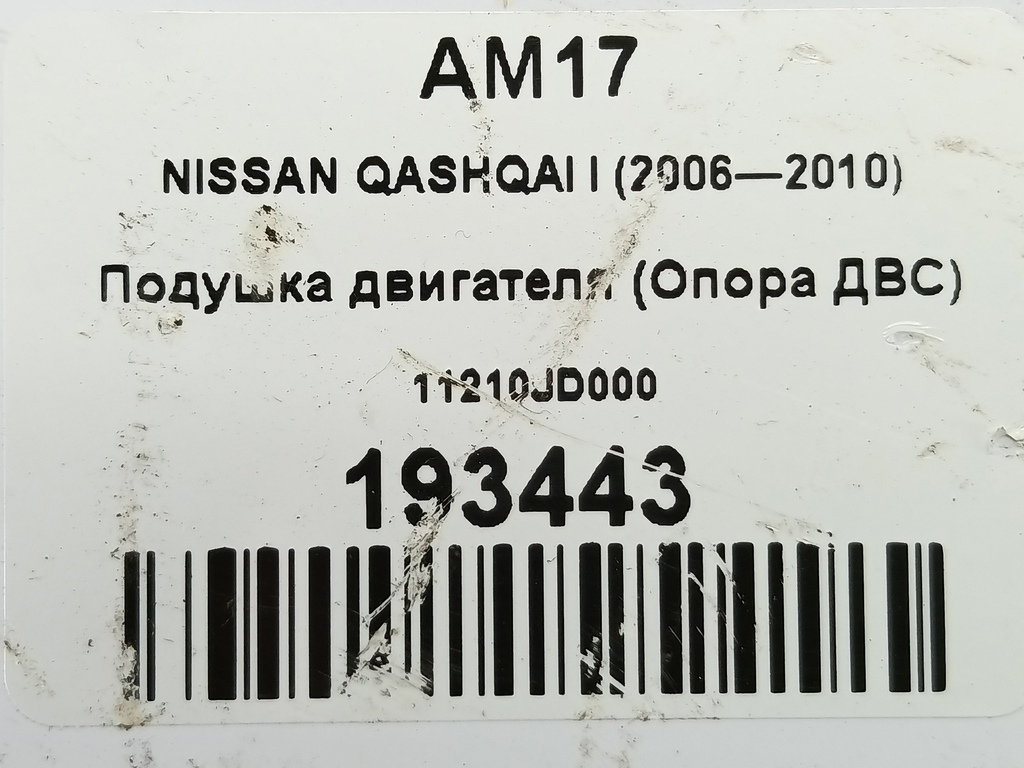 AM17
NISSAN QASHQAI I (2006—2010)
Подушка двигателя (Опора ДВС)
11210JD000
193443